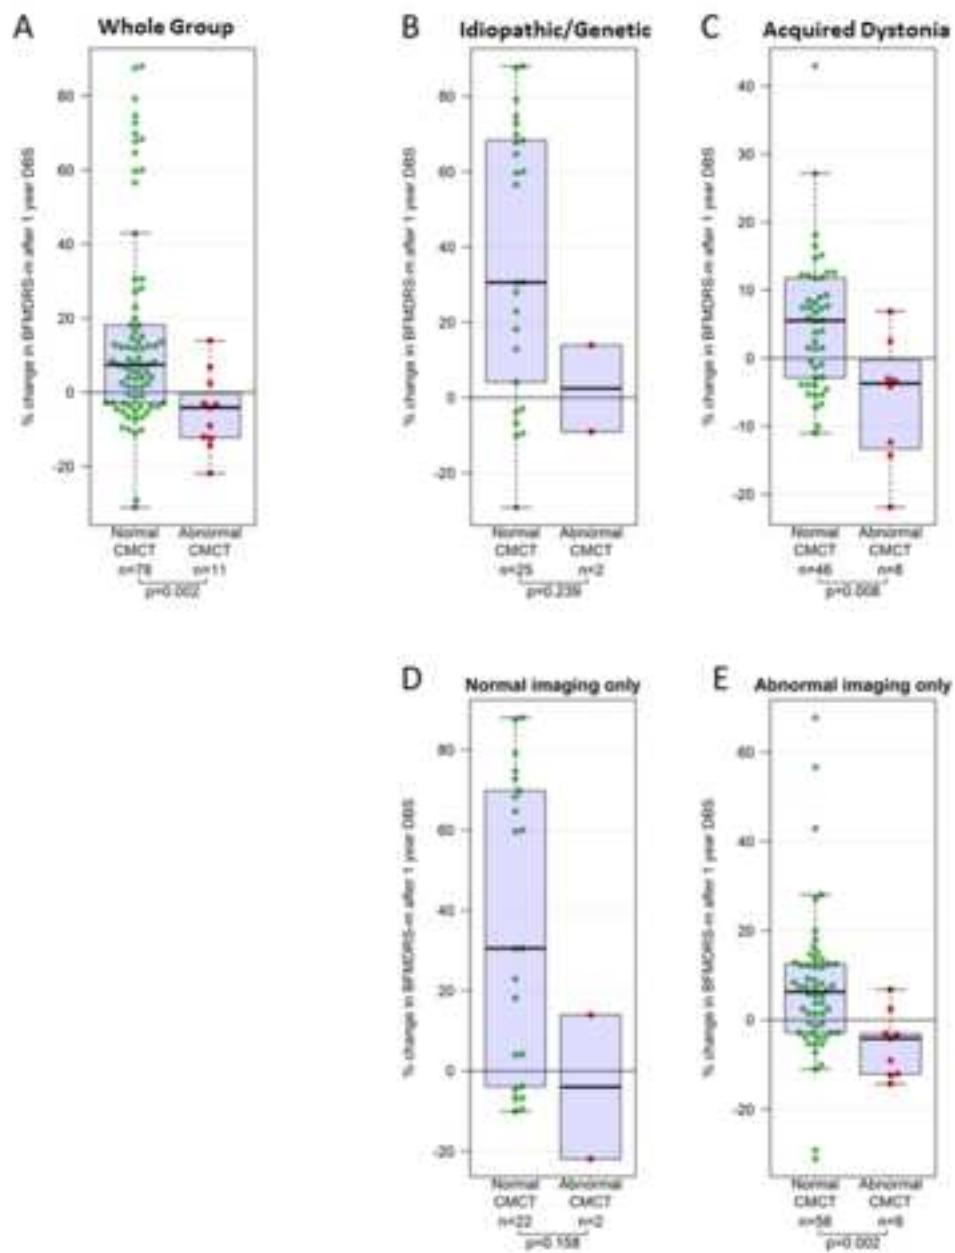 A Whole Group
% change in BFMDRS-m after 1 year DBS
80
60
40
20
0
-20
Normal CMCT
Abnormal CMCT
n=78
n=11
p=0.002
B Idiopathic/Genetic
% change in BFMDRS-m after 1 year DBS
80
60
40
20
0
-20
Normal CMCT
Abnormal CMCT
n=25
n=2
p=0.239
C Acquired Dystonia
% change in BFMDRS-m after 1 year DBS
40
30
20
10
0
-10
-20
Normal CMCT
Abnormal CMCT
n=46
p=0.008
D Normal imaging only
% change in BFMDRS-m after 1 year DBS
80
60
40
20
0
-20
Normal CMCT
Abnormal CMCT
n=22
n=2
p=0.158
E Abnormal imaging only
% change in BFMDRS-m after 1 year DBS
60
40
20
0
-20
Normal CMCT
Abnormal CMCT
n=56
p=0.002